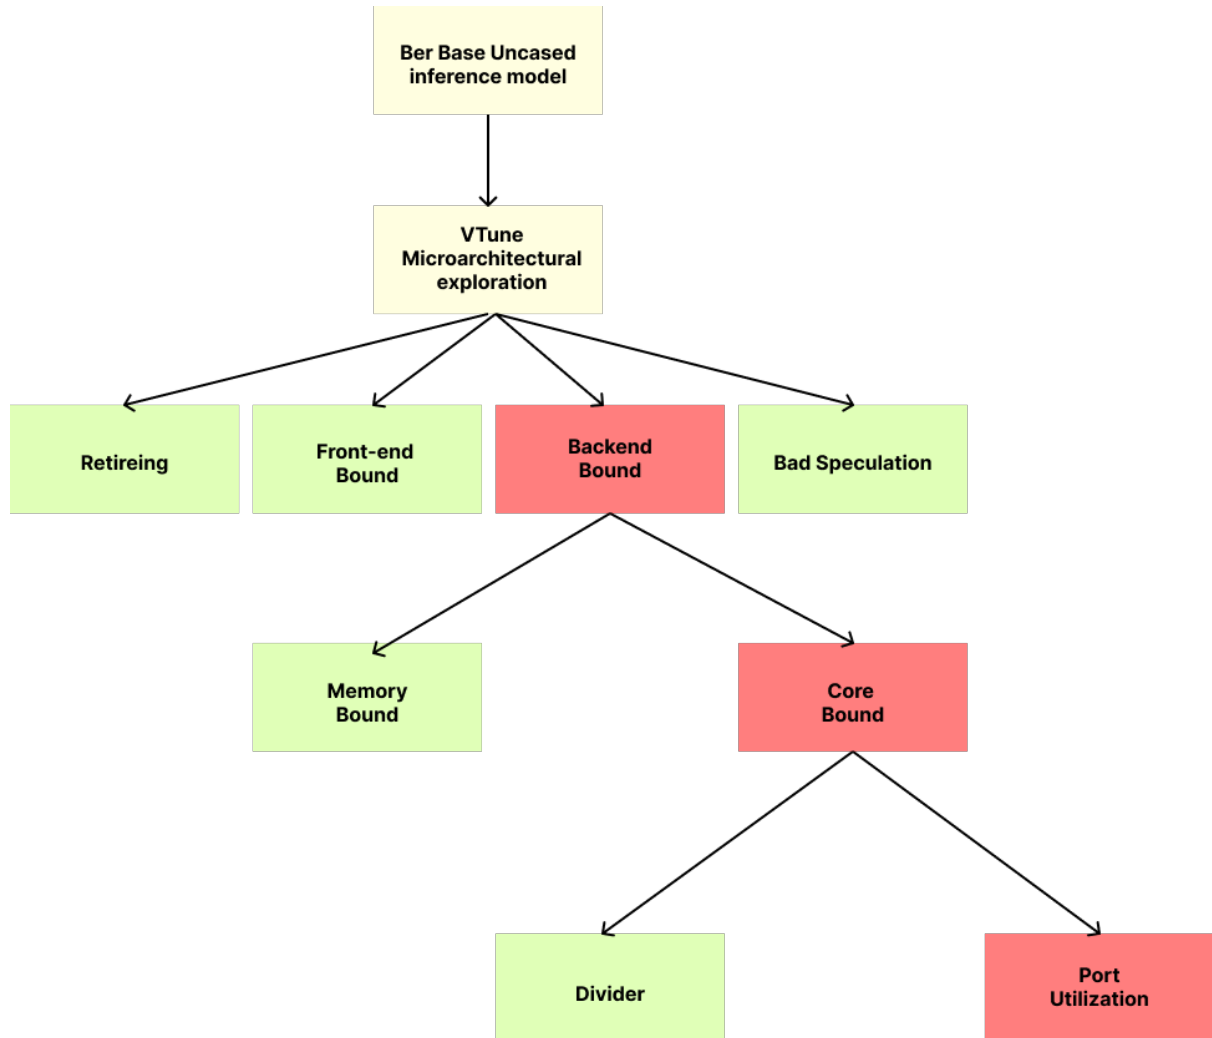 Ber Base Uncased
inference model
VTune
Microarchitectural
exploration
Retireing
Front-end
Bound
Backend
Bound
Bad Speculation
Memory
Bound
Core
Bound
Divider
Port
Utilization